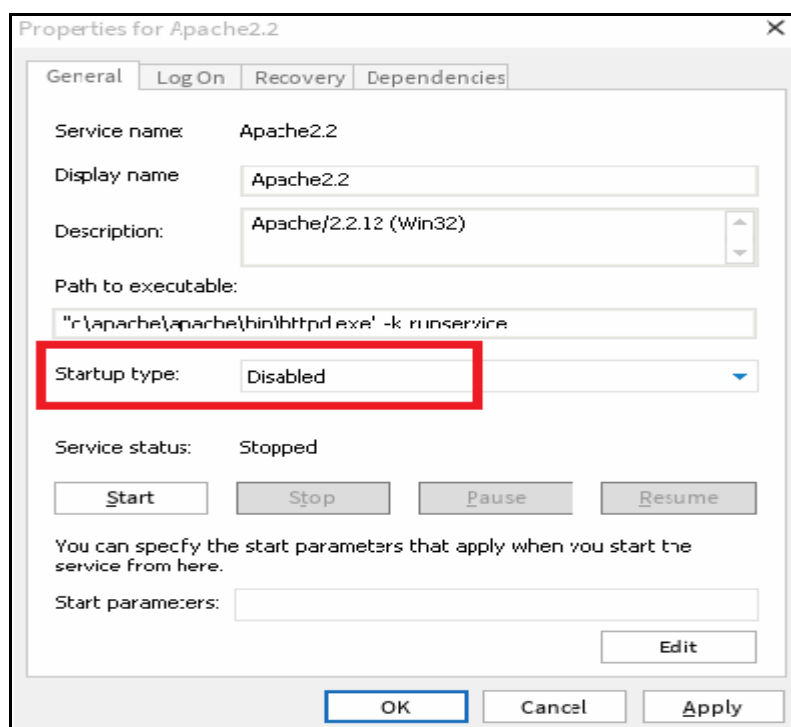 Properties for Apache2.2
General Log On Recovery Dependencies
Service name: Apache2.2
Display name Apache2.2
Description: Apache/2.2.12 (Win32)
Path to executable:
"c\apache\apache\bin\httpd.exe' -k runservice
Startup type: Disabled
Service status: Stopped
Start Stop Pause Resume
You can specify the start parameters that apply when you start the
service from here.
Start parameters:
Edit
OK Cancel Apply